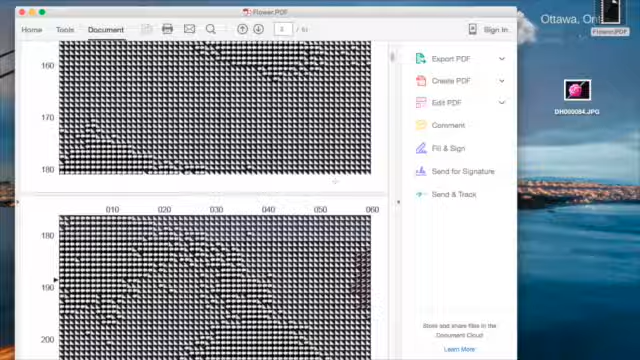 Flower.PDF
Ottawa, Ont
Home
Tools
Document
Sign In
Flower.PDF
DH000084.JPG
Export PDF
Create PDF
Edit PDF
Comment
Fill & Sign
Send for Signature
Send & Track
160
170
180
010
020
030
040
050
060
180
190
200
Store and share files in the
Document Cloud
Learn More